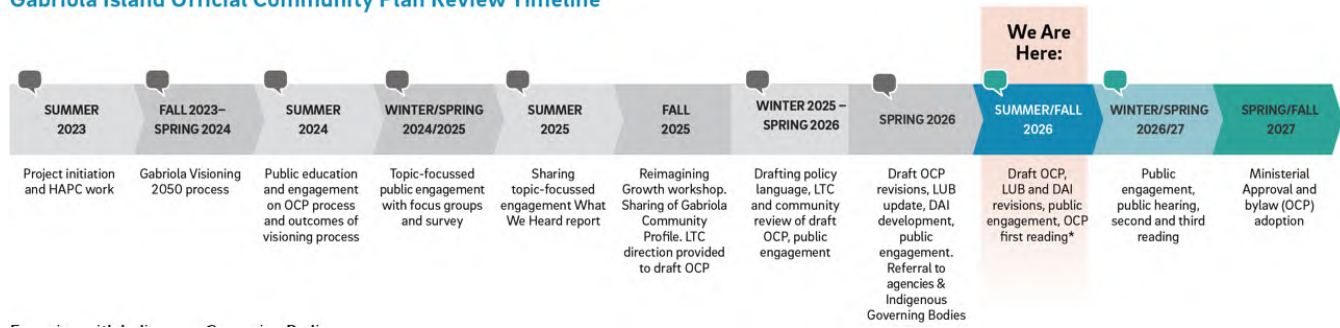 Gabriola Island Official Community Plan Review Timeline
We Are
Here:
SUMMER
2023
FALL 2023–
SPRING 2024
SUMMER
2024
WINTER/SPRING
2024/2025
SUMMER
2025
FALL
2025
WINTER 2025 –
SPRING 2026
SPRING 2026
SUMMER/FALL
2026
WINTER/SPRING
2026/27
SPRING/FALL
2027
Project initiation
and HAPC work
Gabriola Visioning
2050 process
Public education
and engagement
on OCP process
and outcomes of
visioning process
Topic-focussed
public engagement
with focus groups
and survey
Sharing
topic-focussed
engagement What
We Heard report
Reimagining
Growth workshop.
Sharing of Gabriola
Community
Profile. LTC
direction provided
to draft OCP
Drafting policy
language, LTC
and community
review of draft
OCP, public
engagement
Draft OCP
revisions, LUB
update, DAI
development,
public
engagement.
Referral to
agencies &
Indigenous
Governing Bodies
Draft OCP,
LUB and DAI
revisions, public
engagement, OCP
first reading*
Public
engagement,
public hearing,
second and third
reading
Ministerial
Approval and
bylaw (OCP)
adoption